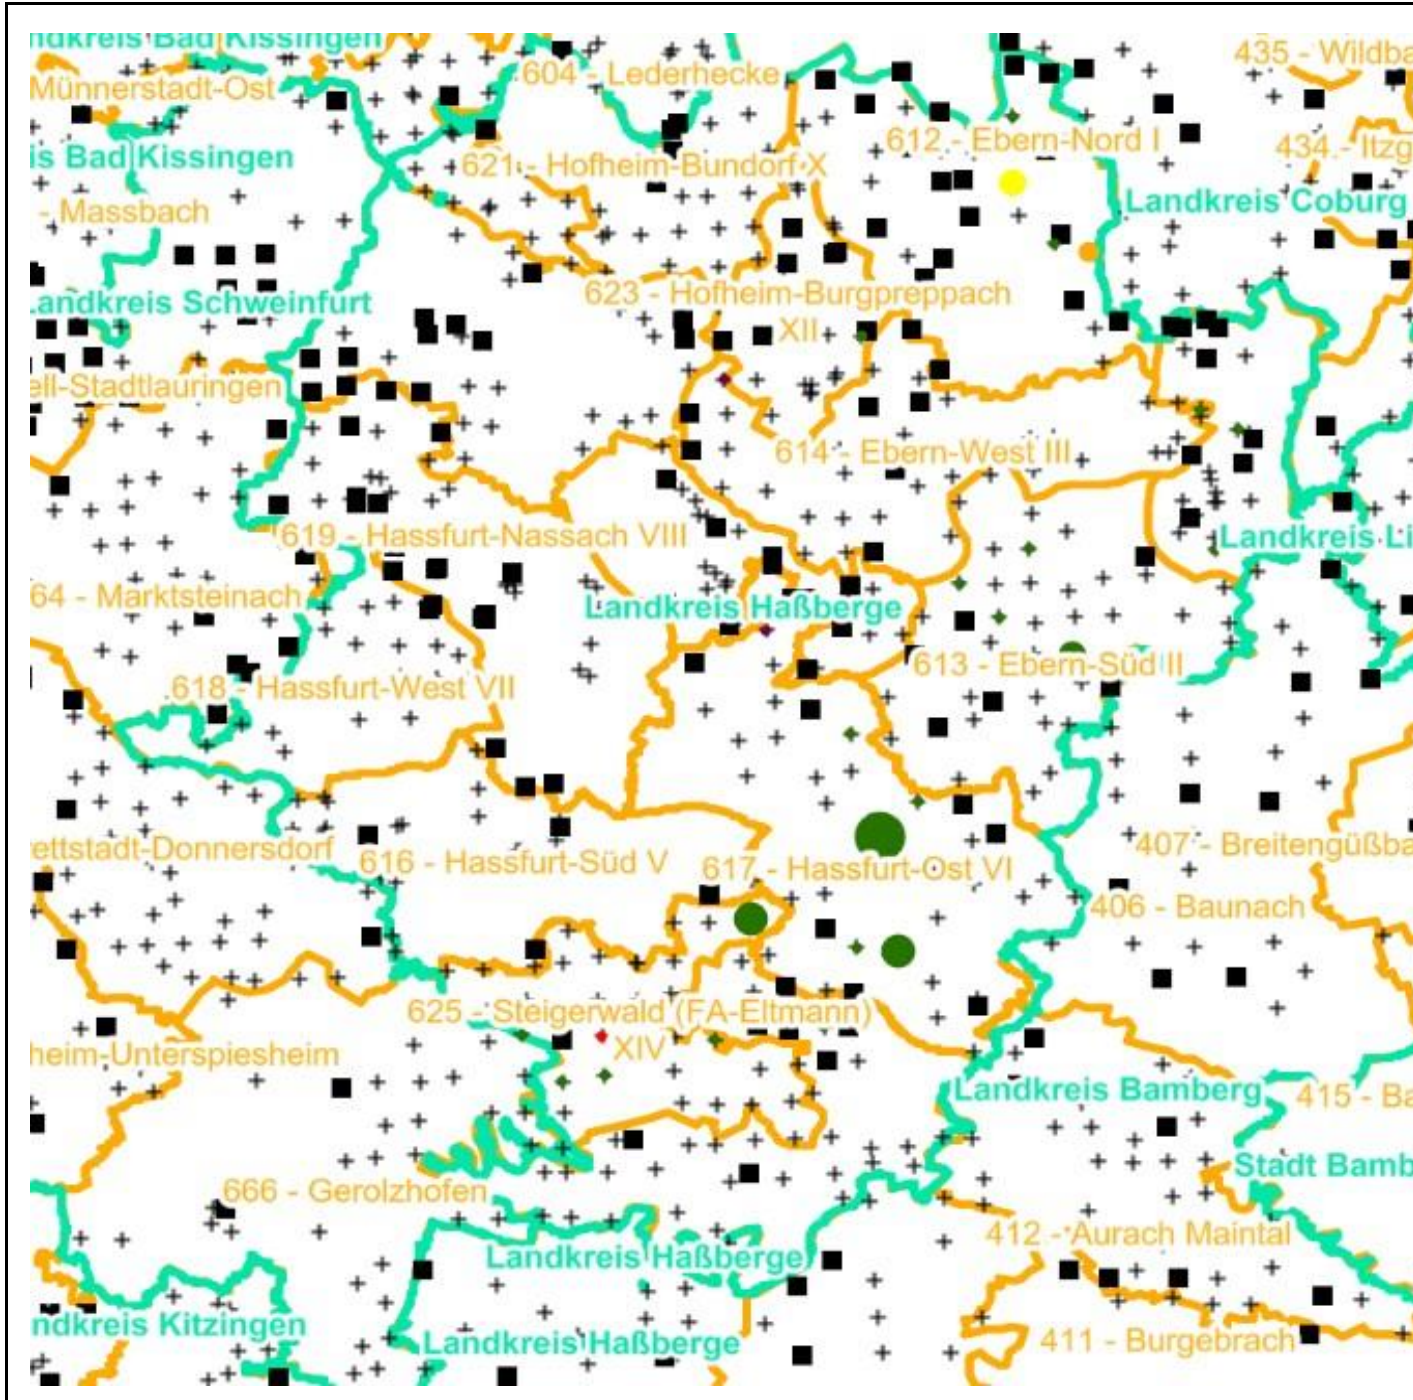 ndkreis Bad Kissingen
435 - Wildba
604 - Lederhecke
Münnerstadt-Ost
612 - Ebern-Nord I
434 - Itzg
is Bad Kissingen
621 - Hofheim-Bundorf X
Landkreis Coburg
- Massbach
Landkreis Schweinfurt
623 - Hofheim-Burgpreppach
XII
ell-Stadtlauringen
614 - Ebern-West III
619 - Hassfurt-Nassach VIII
Landkreis Li
64 - Marktsteinach
Landkreis Haßberge
613 - Ebern-Süd II
618 - Hassfurt-West VII
rettstadt-Donnersdorf
616 - Hassfurt-Süd V
617 - Hassfurt-Ost VI
407 - Breitengüßba
406 - Baunach
625 - Steigerwald (FA-Eltmann)
XIV
heim-Unterspiesheim
Landkreis Bamberg
415 - Ba
Stadt Bamb
666 - Gerolzhofen
412 - Aurach Maintal
Landkreis Haßberge
ndkreis Kitzingen
Landkreis Haßberge
411 - Burgebrach